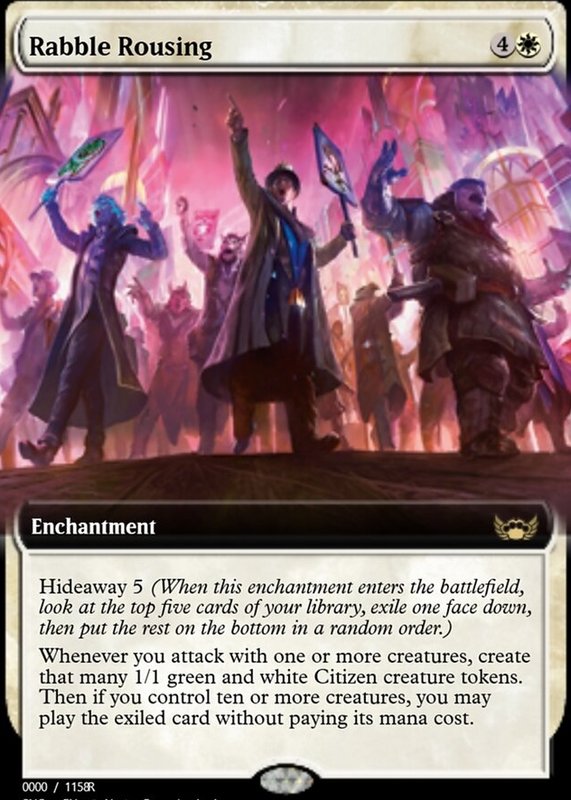 Rabble Rousing 4
Enchantment
Hideaway 5 (When this enchantment enters the battlefield,
look at the top five cards of your library, exile one face down,
then put the rest on the bottom in a random order.)
Whenever you attack with one or more creatures, create
that many 1/1 green and white Citizen creature tokens.
Then if you control ten or more creatures, you may
play the exiled card without paying its mana cost.
0000 / 1158R